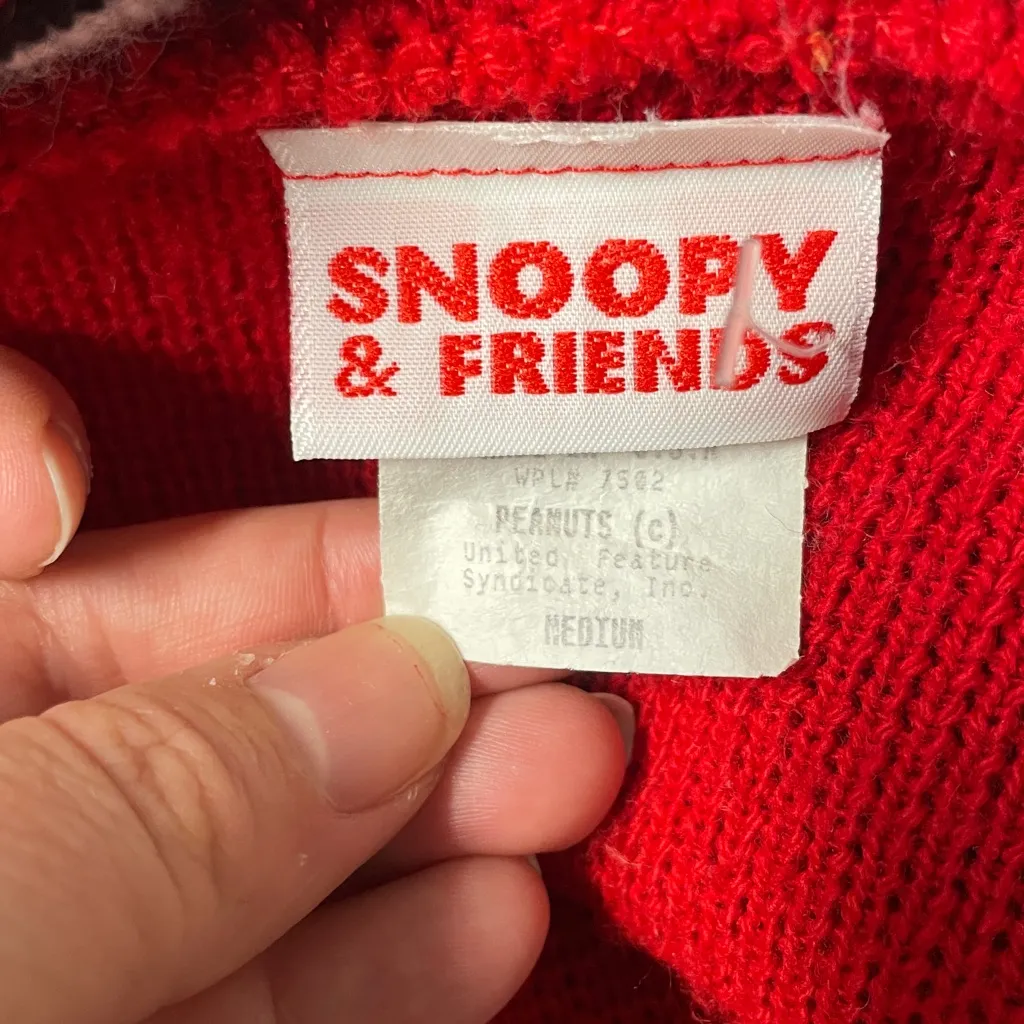 SNOOPY
& FRIENDS
WPL# 7502
PEANUTS (c)
United Feature
Syndicate, Inc.
MEDIUM